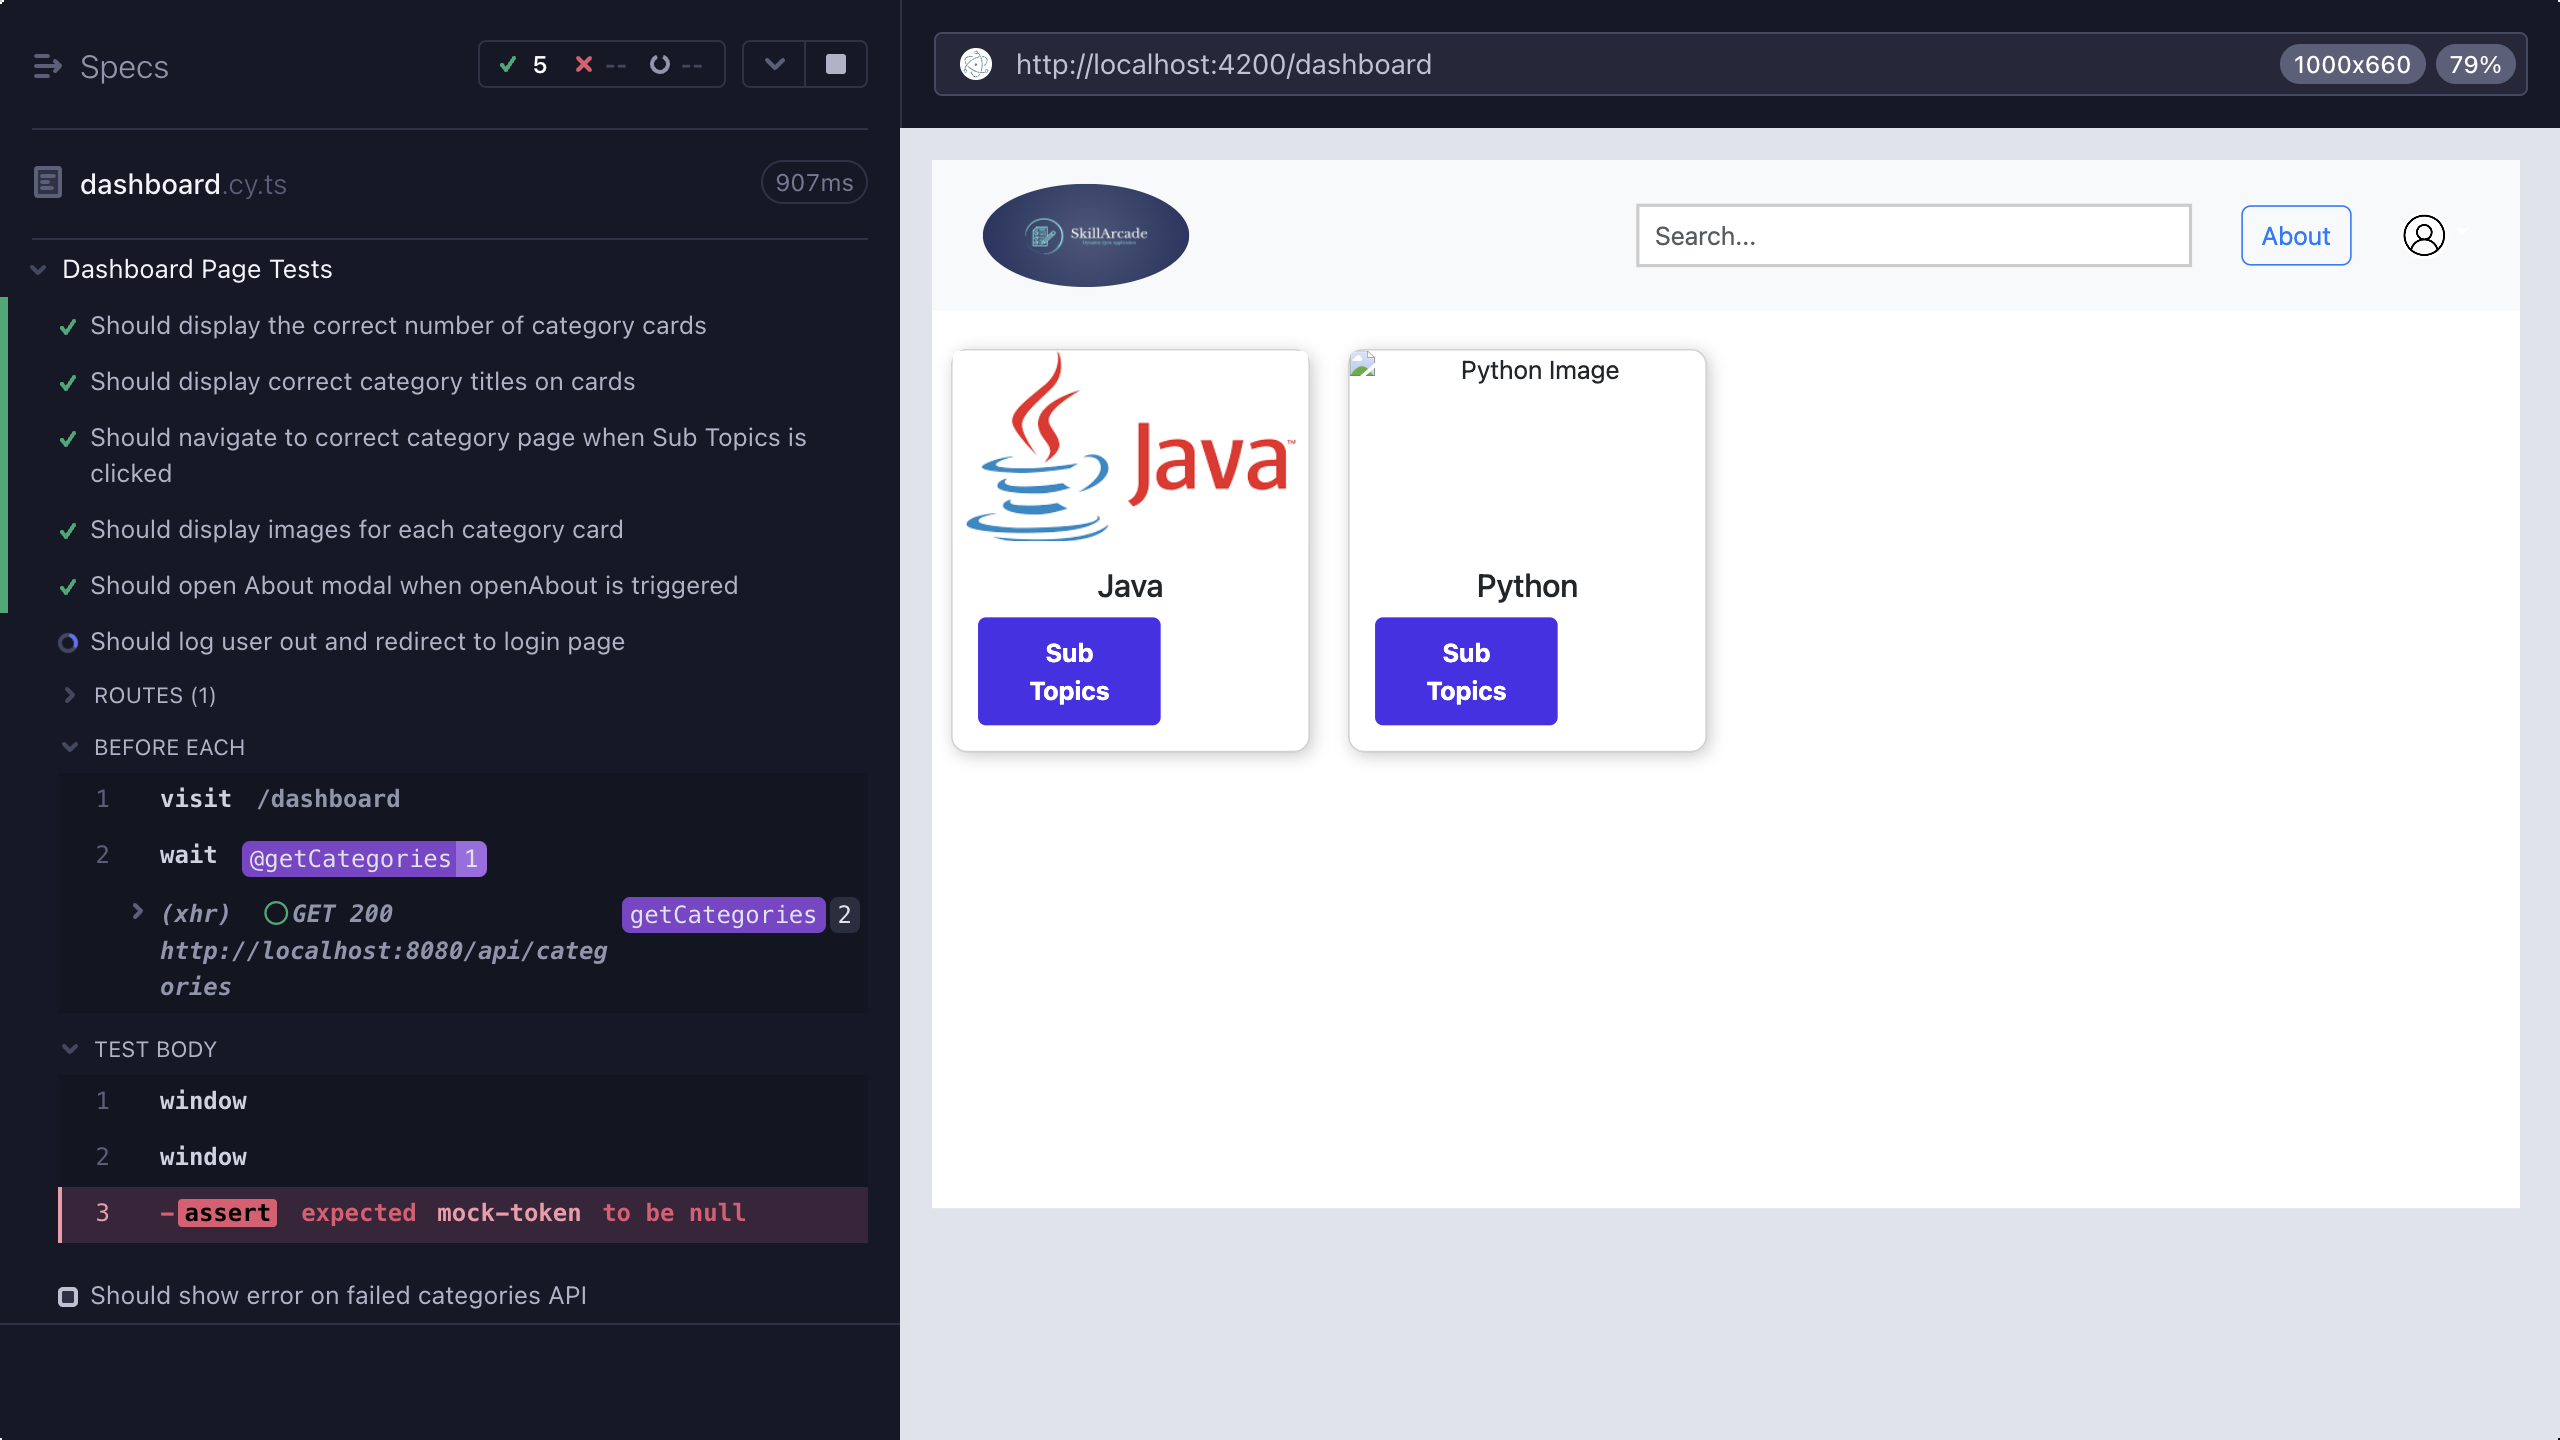 Specs
5 -- --
dashboard.cy.ts 907ms
Dashboard Page Tests
Should display the correct number of category cards
Should display correct category titles on cards
Should navigate to correct category page when Sub Topics is
clicked
Should display images for each category card
Should open About modal when openAbout is triggered
Should log user out and redirect to login page
ROUTES (1)
BEFORE EACH
1 visit /dashboard
2 wait @getCategories 1
(xhr) GET 200 getCategories 2
http://localhost:8080/api/categ
ories
TEST BODY
1 window
2 window
3 -assert expected mock-token to be null
Should show error on failed categories API
http://localhost:4200/dashboard 1000x660 79%
SkillArcade
Search...
About
Java™
Java
Sub
Topics
Python Image
Python
Sub
Topics